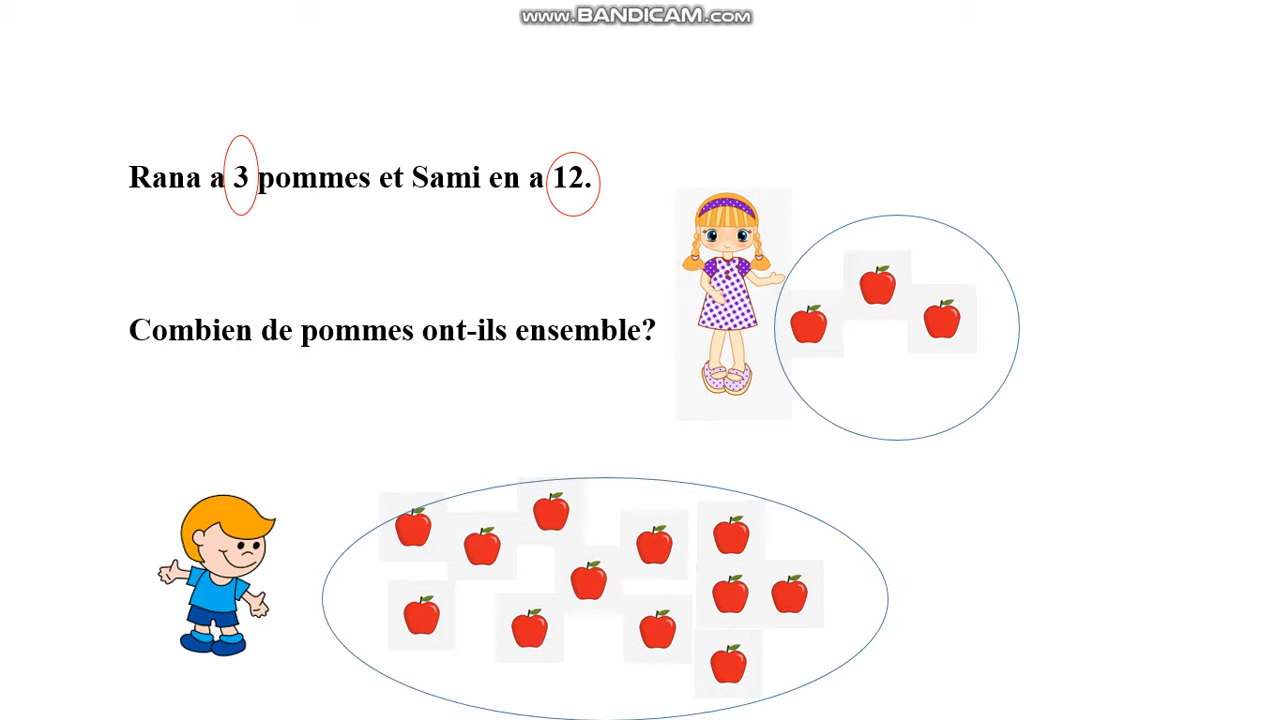 www.BANDICAM.com
Rana a 3 pommes et Sami en a 12.
Combien de pommes ont-ils ensemble?